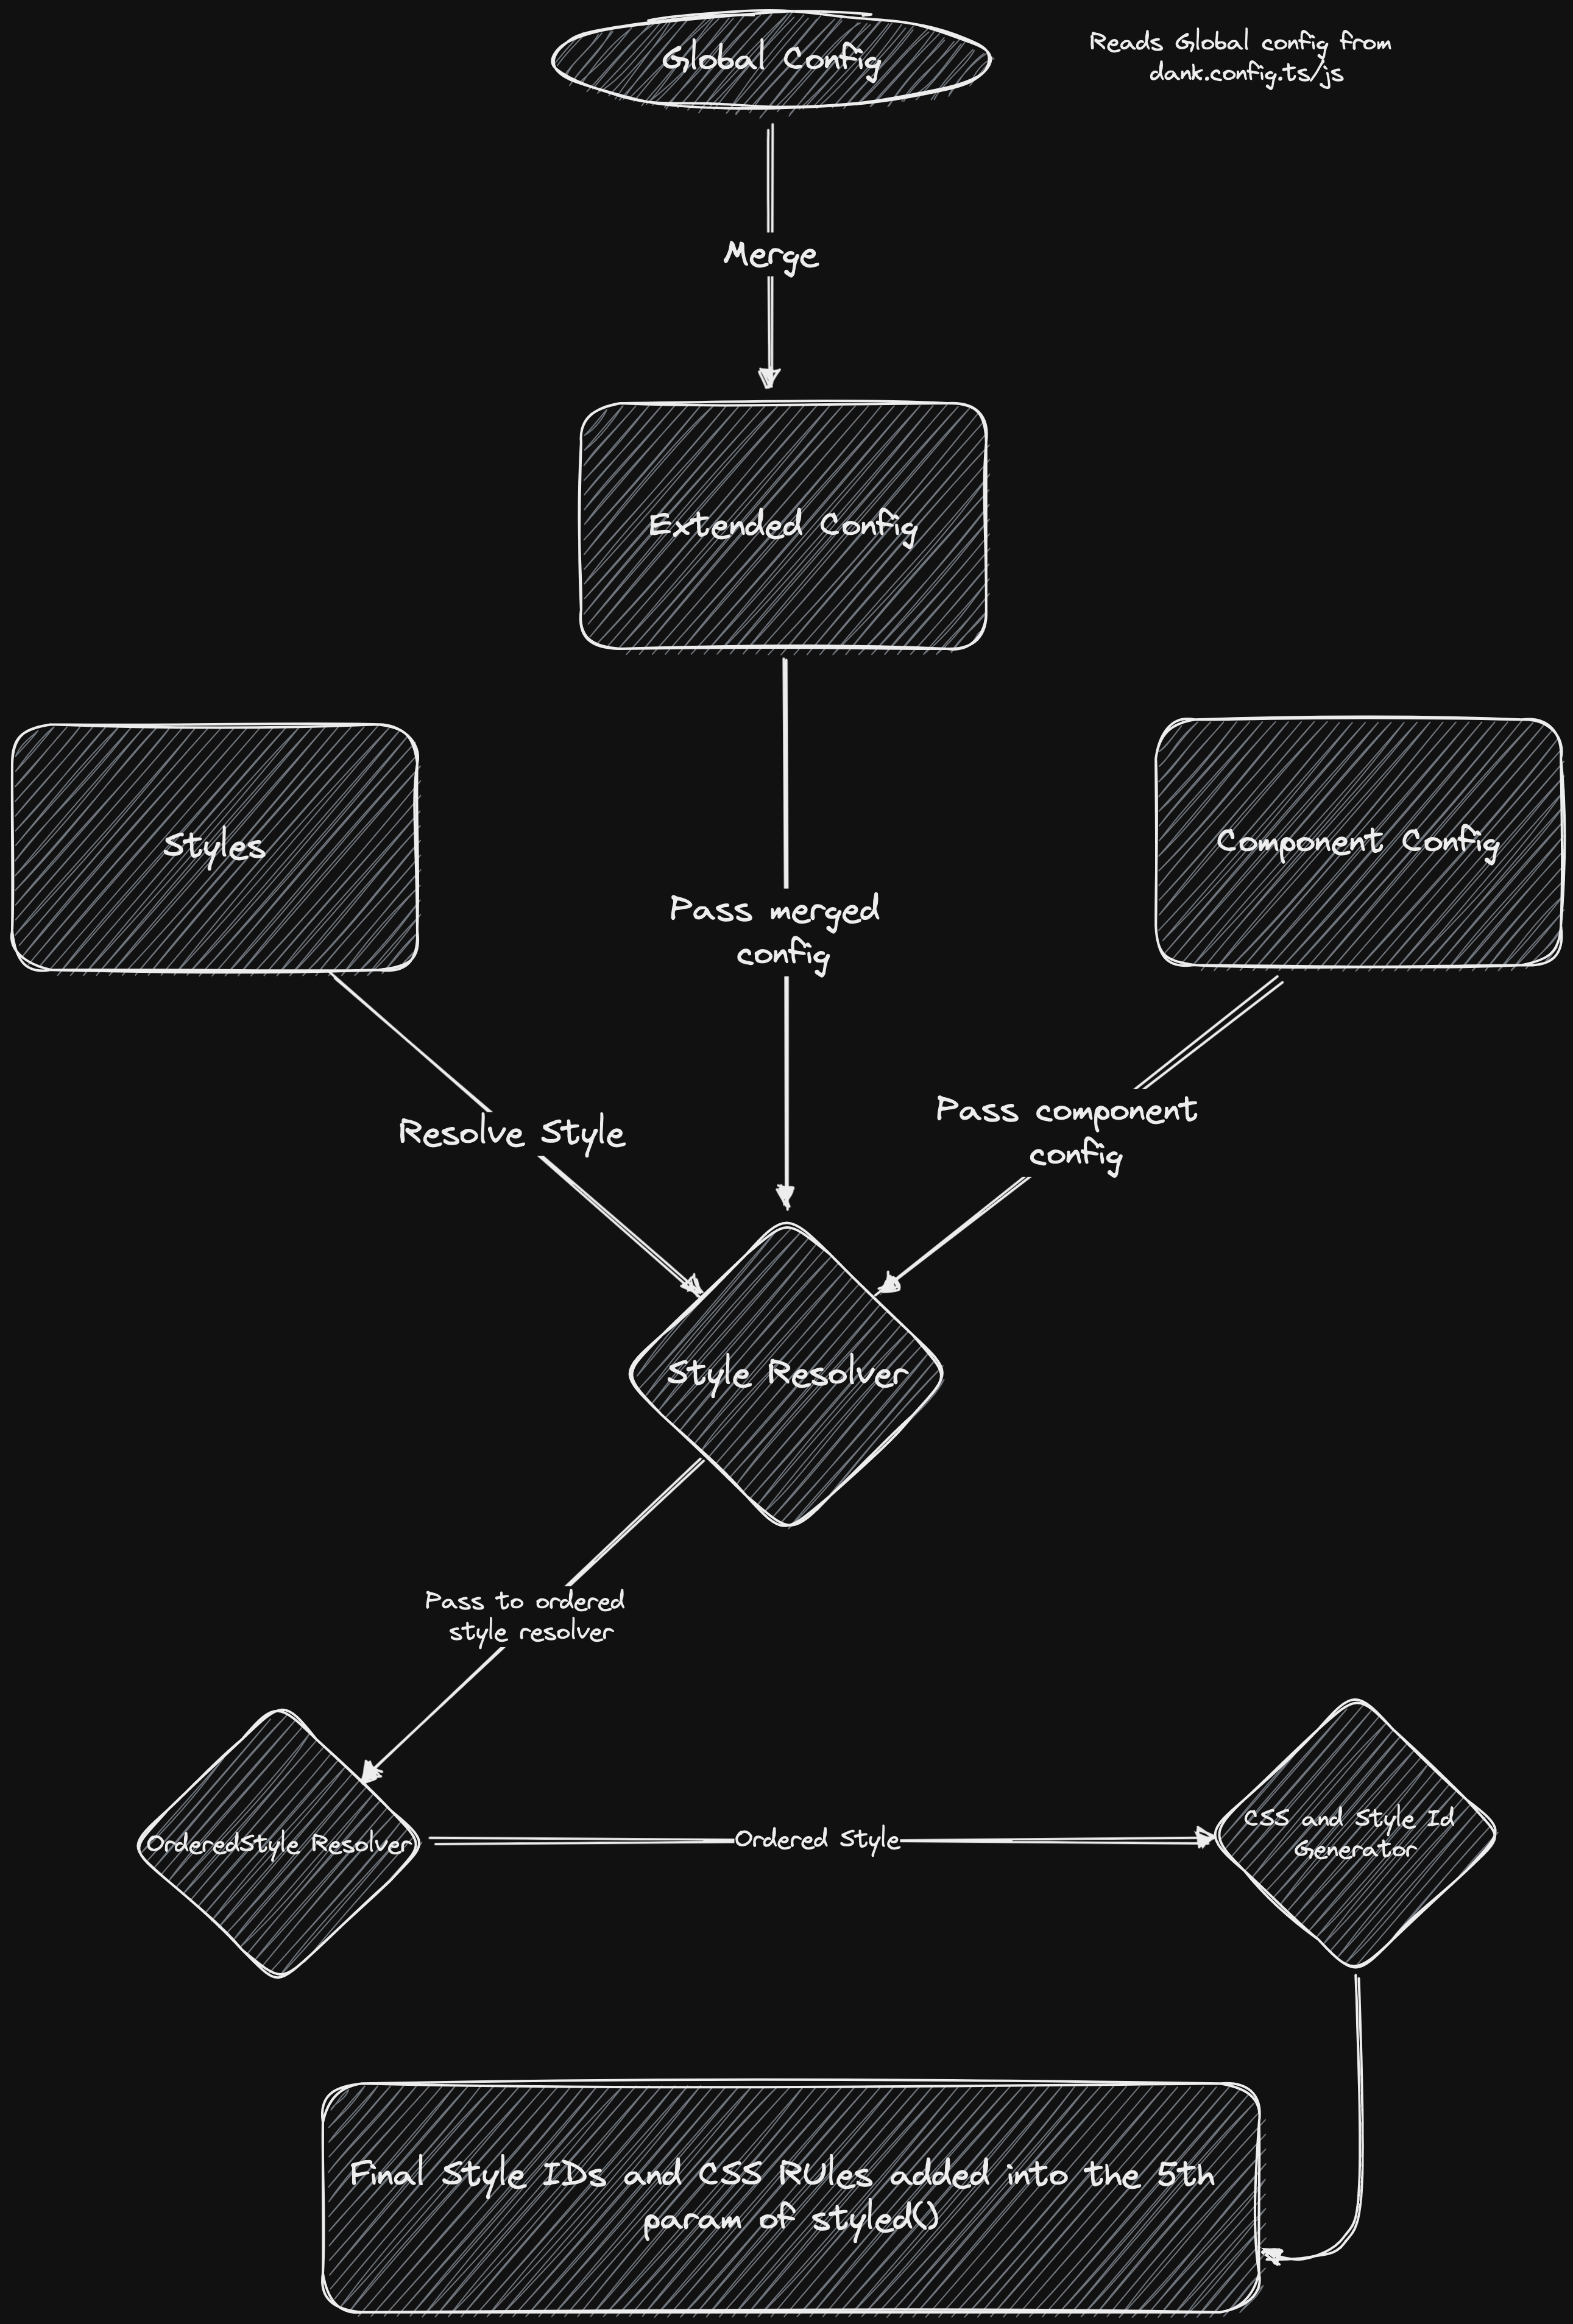 Global Config
Reads Global config from
dank.config.ts/js
Merge
Extended Config
Styles
Component Config
Pass merged
config
Resolve Style
Pass component
config
Style Resolver
Pass to ordered
style resolver
OrderedStyle Resolver
Ordered Style
CSS and Style Id
Generator
Final Style IDs and CSS RUles added into the 5th
param of styled()